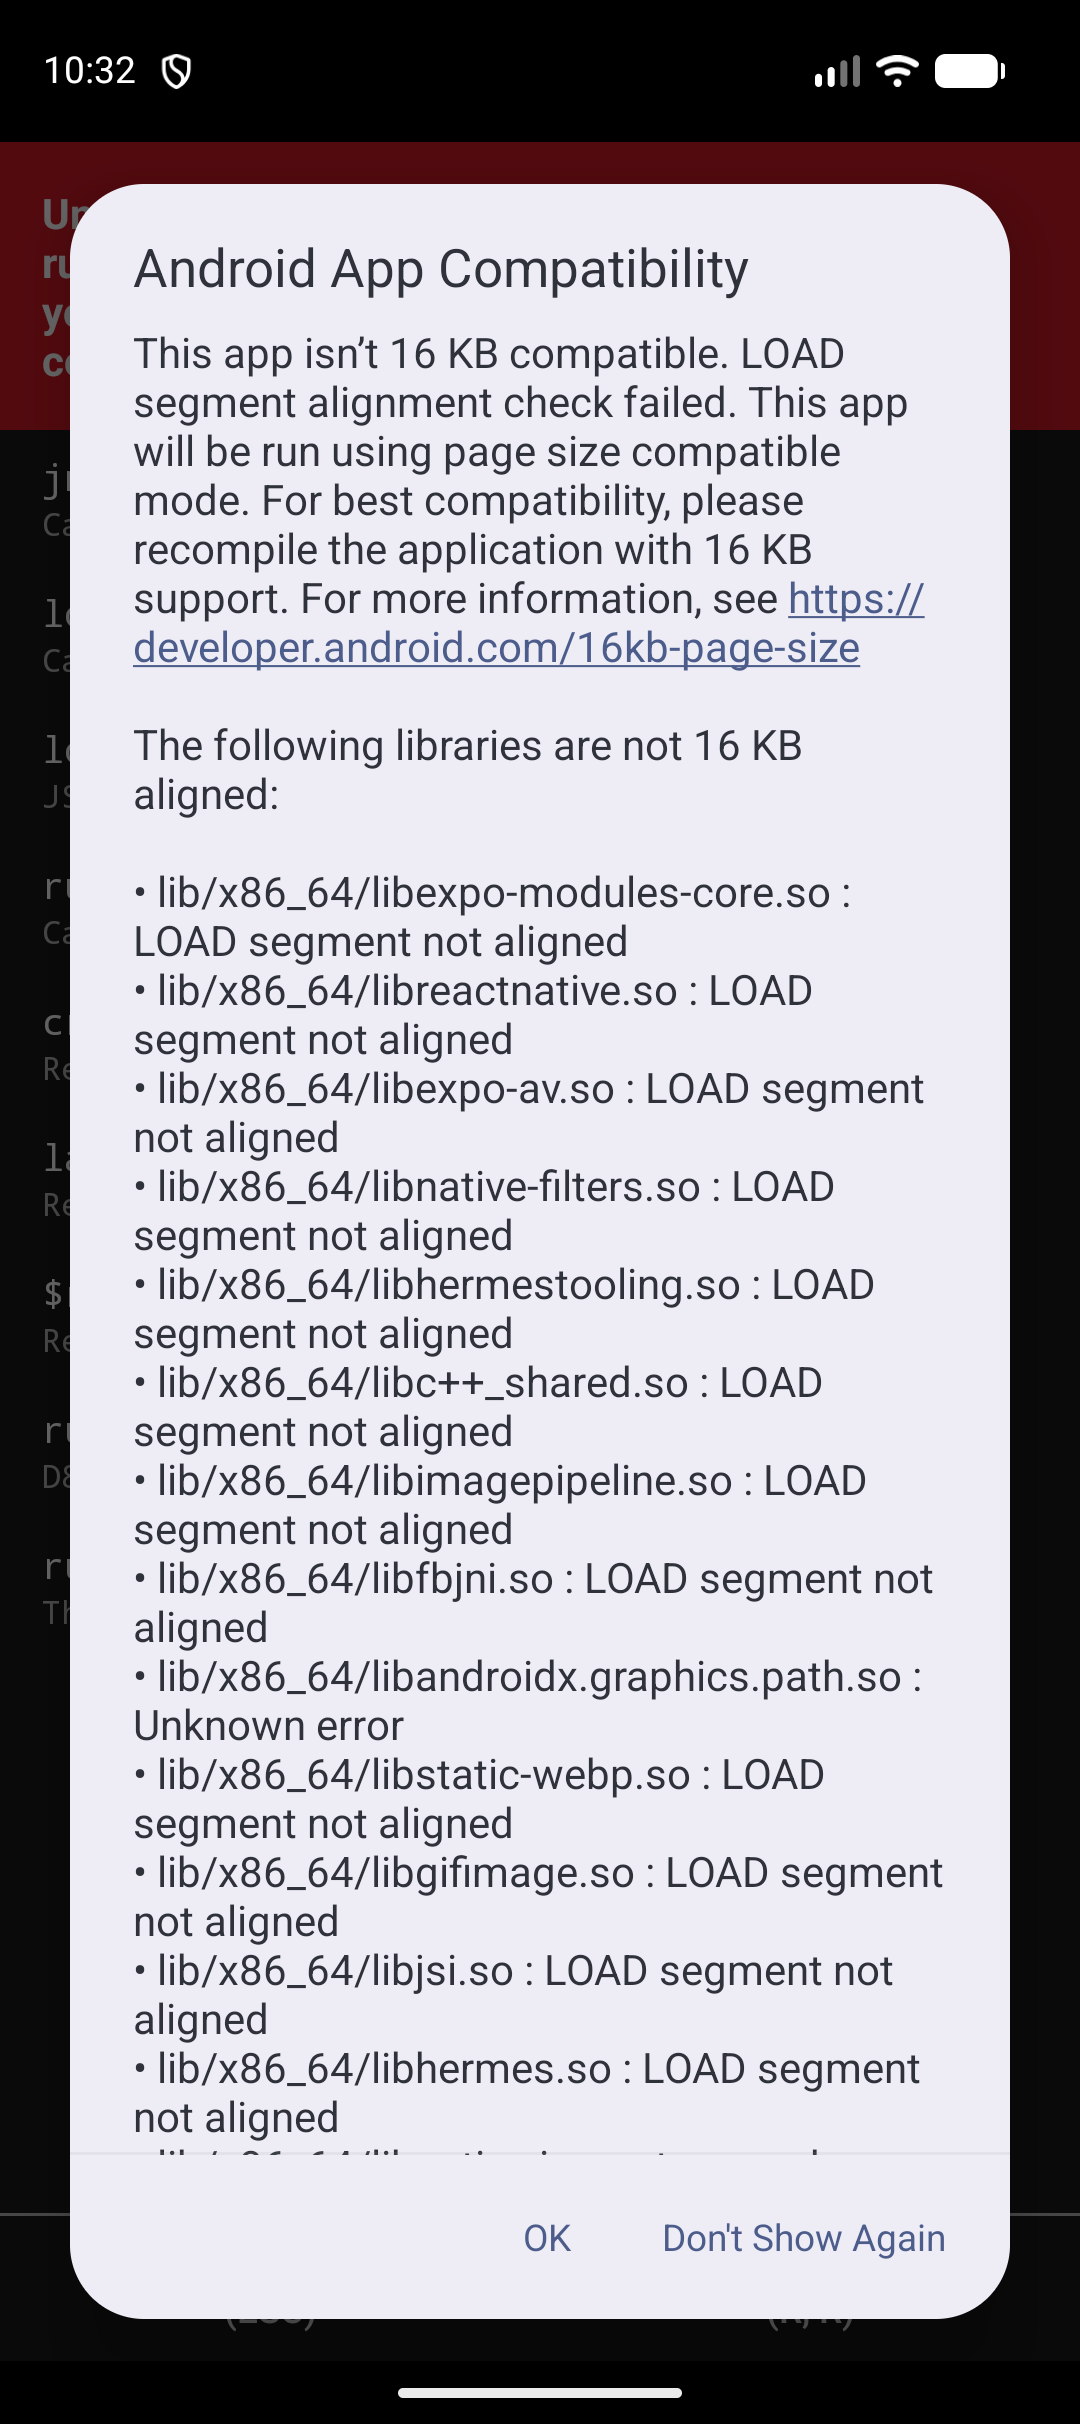 10:32
Android App Compatibility
This app isn’t 16 KB compatible. LOAD
segment alignment check failed. This app
will be run using page size compatible
mode. For best compatibility, please
recompile the application with 16 KB
support. For more information, see https://
developer.android.com/16kb-page-size
The following libraries are not 16 KB
aligned:
• lib/x86_64/libexpo-modules-core.so :
LOAD segment not aligned
• lib/x86_64/libreactnative.so : LOAD
segment not aligned
• lib/x86_64/libexpo-av.so : LOAD segment
not aligned
• lib/x86_64/libnative-filters.so : LOAD
segment not aligned
• lib/x86_64/libhermestooling.so : LOAD
segment not aligned
• lib/x86_64/libc++_shared.so : LOAD
segment not aligned
• lib/x86_64/libimagepipeline.so : LOAD
segment not aligned
• lib/x86_64/libfbjni.so : LOAD segment not
aligned
• lib/x86_64/libandroidx.graphics.path.so :
Unknown error
• lib/x86_64/libstatic-webp.so : LOAD
segment not aligned
• lib/x86_64/libgifimage.so : LOAD segment
not aligned
• lib/x86_64/libjsi.so : LOAD segment not
aligned
• lib/x86_64/libhermes.so : LOAD segment
not aligned
OK Don't Show Again